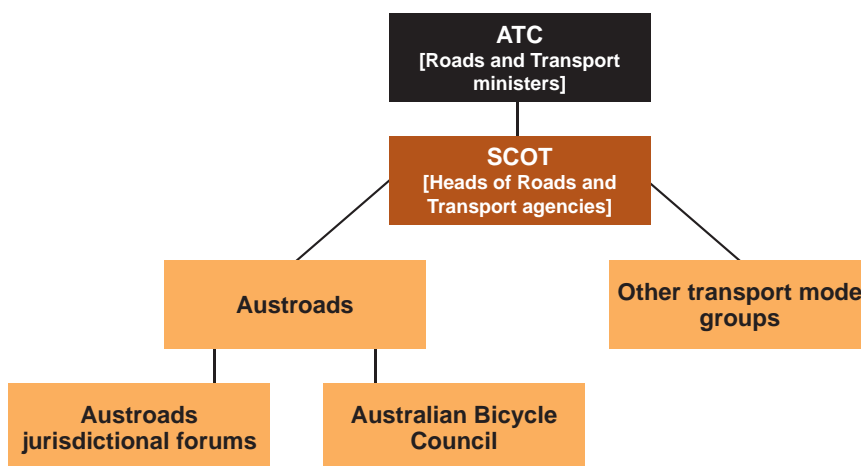 ATC
[Roads and Transport
ministers]
SCOT
[Heads of Roads and
Transport agencies]
Austroads
Other transport mode
groups
Austroads
jurisdictional forums
Australian Bicycle
Council